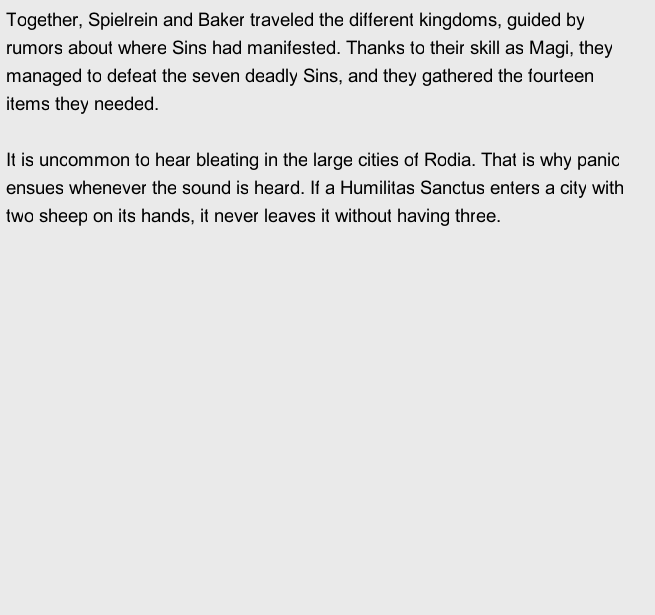 Together, Spielrein and Baker traveled the different kingdoms, guided by
rumors about where Sins had manifested. Thanks to their skill as Magi, they
managed to defeat the seven deadly Sins, and they gathered the fourteen
items they needed.
It is uncommon to hear bleating in the large cities of Rodia. That is why panic
ensues whenever the sound is heard. If a Humilitas Sanctus enters a city with
two sheep on its hands, it never leaves it without having three.